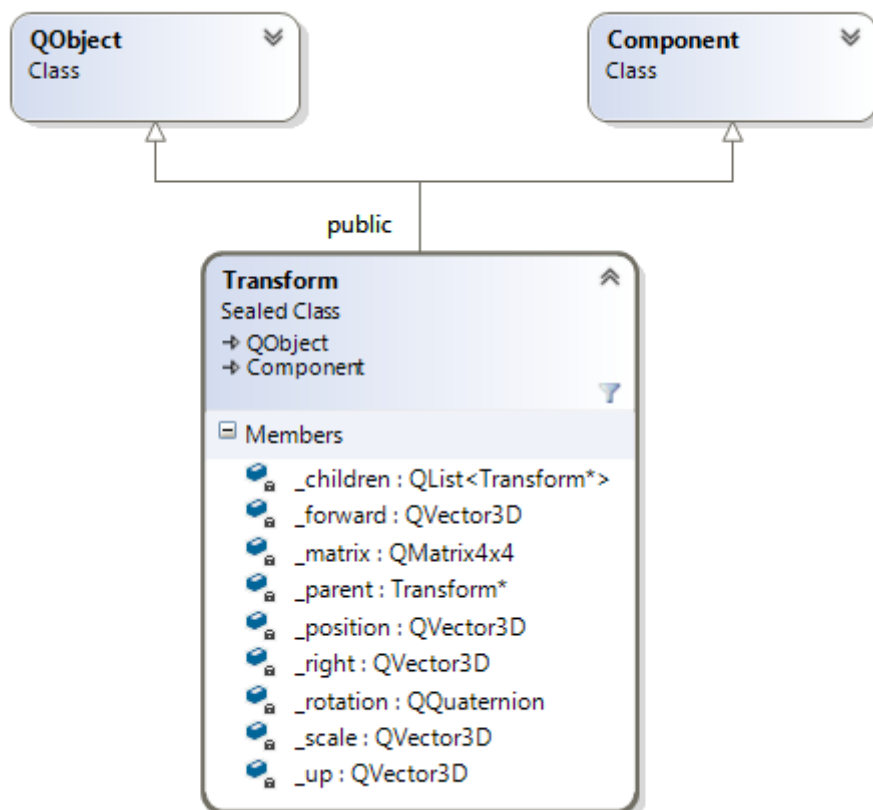 QObject
Class
Component
Class
public
Transform
Sealed Class
QObject
Component
Members
_children : QList<Transform*>
_forward : QVector3D
_matrix : QMatrix4x4
_parent : Transform*
_position : QVector3D
_right : QVector3D
_rotation : QQuaternion
_scale : QVector3D
_up : QVector3D